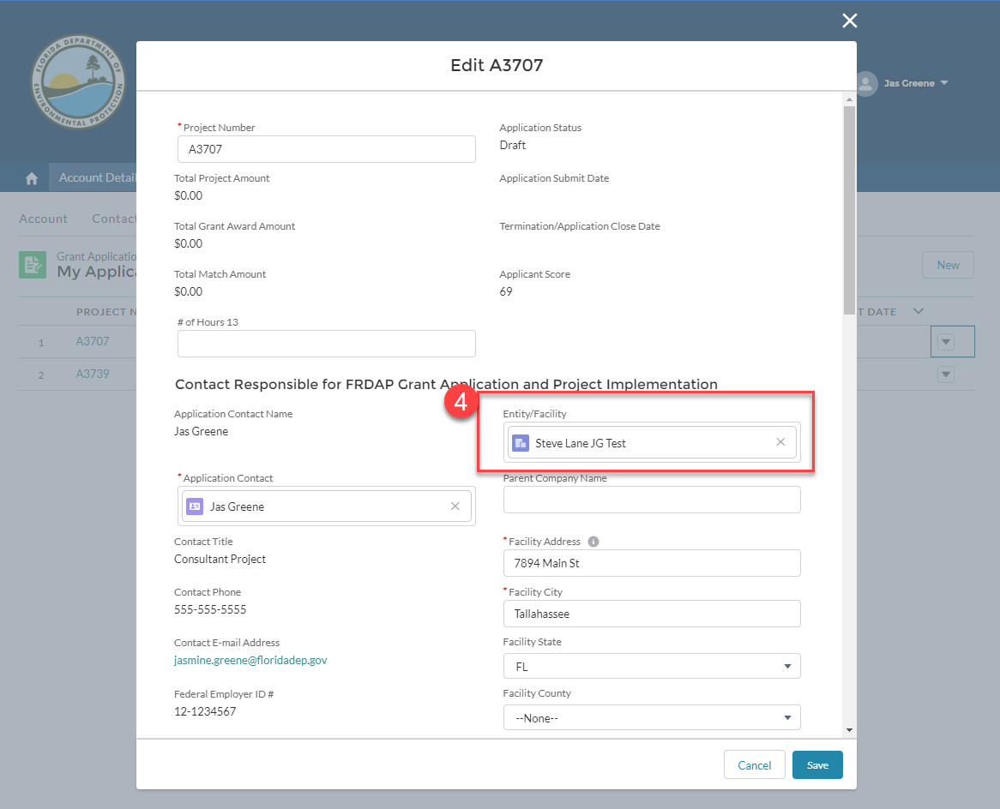 FLORIDA DEPARTMENT OF ENVIRONMENTAL PROTECTION
Jas Greene
Account Detail
Account Contact
Grant Applicatio
My Applica
New
PROJECT N
T DATE
1 A3707
2 A3739
Edit A3707
* Project Number
A3707
Application Status
Draft
Total Project Amount
$0.00
Application Submit Date
Total Grant Award Amount
$0.00
Termination/Application Close Date
Total Match Amount
$0.00
Applicant Score
69
# of Hours 13
Contact Responsible for FRDAP Grant Application and Project Implementation
4
Application Contact Name
Jas Greene
Entity/Facility
Steve Lane JG Test
* Application Contact
Jas Greene
Parent Company Name
Contact Title
Consultant Project
* Facility Address
7894 Main St
Contact Phone
555-555-5555
* Facility City
Tallahassee
Contact E-mail Address
jasmine.greene@floridadep.gov
Facility State
FL
Federal Employer ID #
12-1234567
Facility County
--None--
Cancel
Save